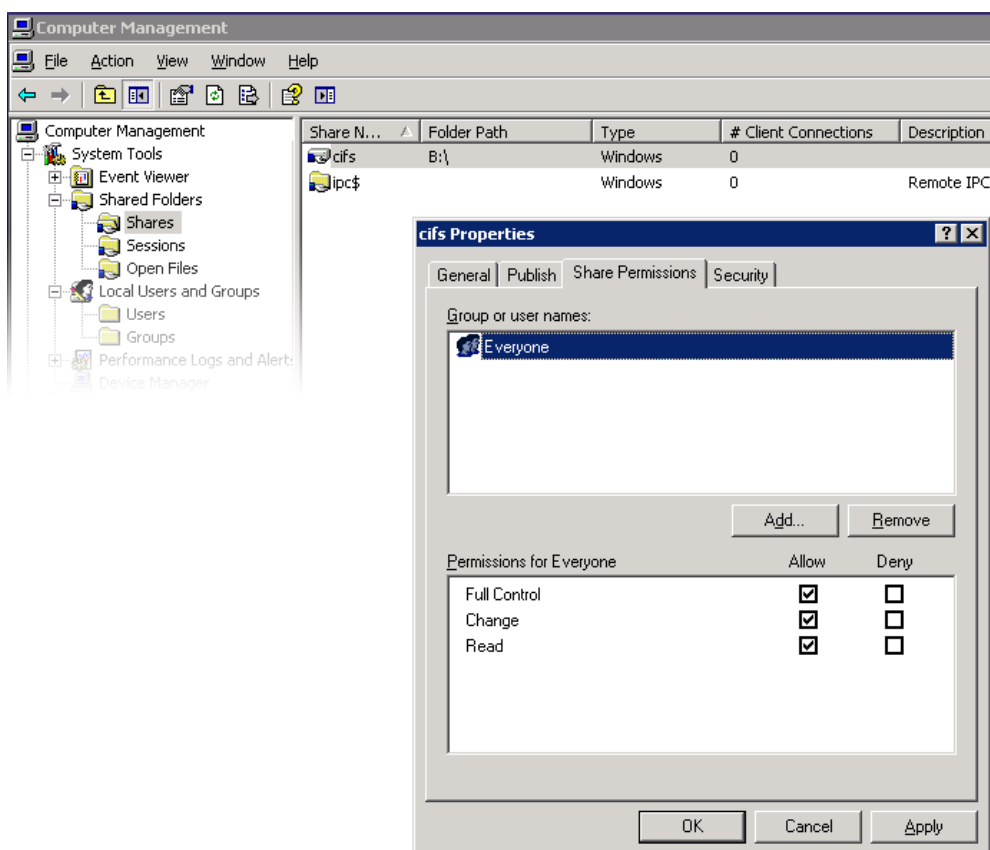 Computer Management
File Action View Window Help
Computer Management
System Tools
Event Viewer
Shared Folders
Shares
Sessions
Open Files
Local Users and Groups
Users
Groups
Performance Logs and Alert
Device Manager
Share N... Folder Path Type # Client Connections Description
cifs B:\ Windows 0
ipc$ Windows 0 Remote IPC
cifs Properties
General Publish Share Permissions Security
Group or user names:
Everyone
Add... Remove
Permissions for Everyone Allow Deny
Full Control
Change
Read
OK Cancel Apply